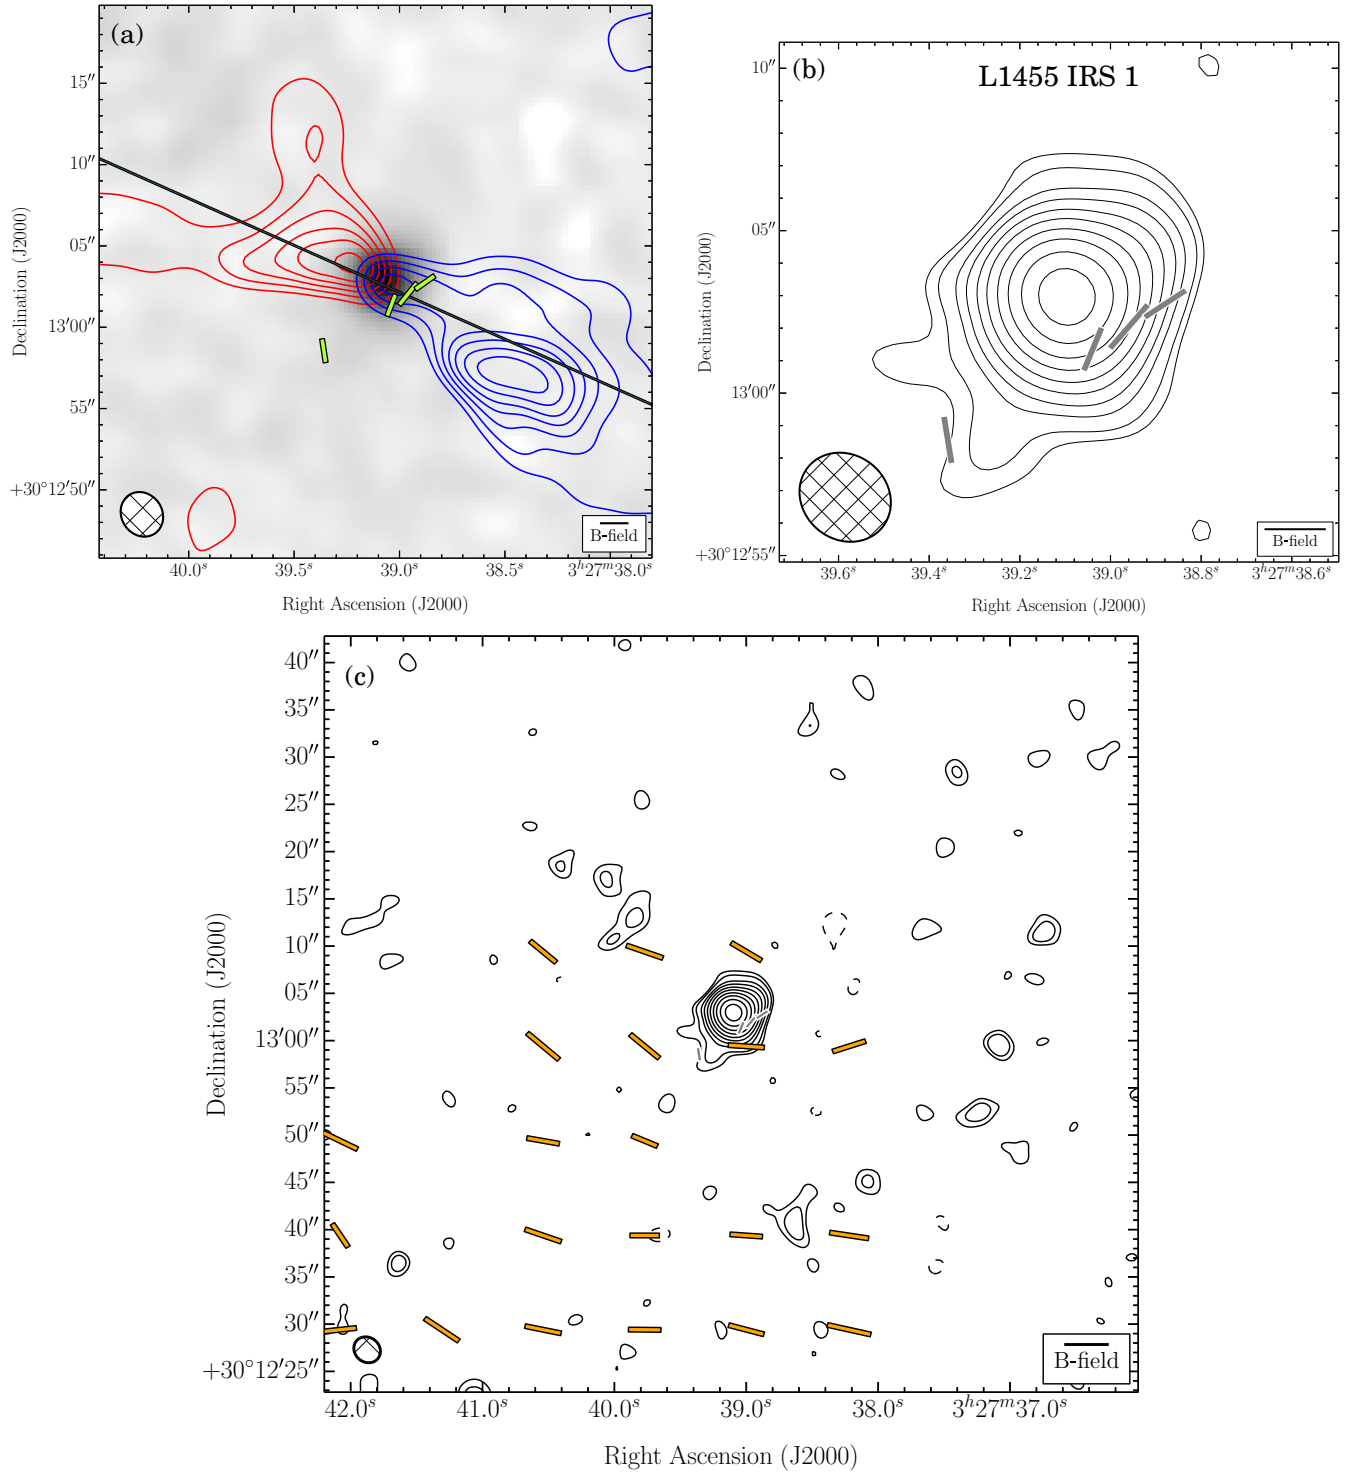 (a)
15″
10″
05″
13′00″
55″
+30°12′50″
Declination (J2000)
B-field
40.0ˢ 39.5ˢ 39.0ˢ 38.5ˢ 3ʰ27ᵐ38.0ˢ
Right Ascension (J2000)
(b)
L1455 IRS 1
10″
05″
13′00″
+30°12′55″
Declination (J2000)
B-field
39.6ˢ 39.4ˢ 39.2ˢ 39.0ˢ 38.8ˢ 3ʰ27ᵐ38.6ˢ
Right Ascension (J2000)
(c)
40″
35″
30″
25″
20″
15″
10″
05″
13′00″
55″
50″
45″
40″
35″
30″
+30°12′25″
Declination (J2000)
B-field
42.0ˢ 41.0ˢ 40.0ˢ 39.0ˢ 38.0ˢ 3ʰ27ᵐ37.0ˢ
Right Ascension (J2000)